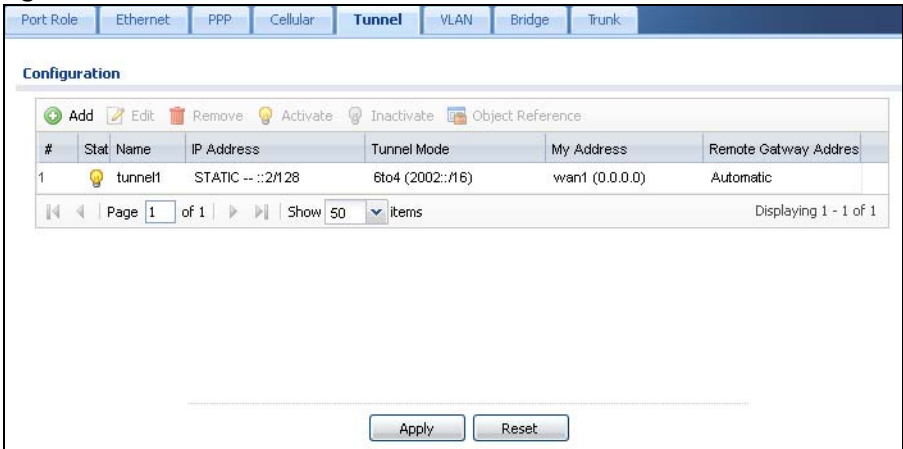 Port Role Ethernet PPP Cellular Tunnel VLAN Bridge Trunk
Configuration
Add Edit Remove Activate Inactivate Object Reference
# Stat Name IP Address Tunnel Mode My Address Remote Gatway Addres
1 tunnel1 STATIC -- ::2/128 6to4 (2002::/16) wan1 (0.0.0.0) Automatic
Page 1 of 1 Show 50 items Displaying 1 - 1 of 1
Apply Reset